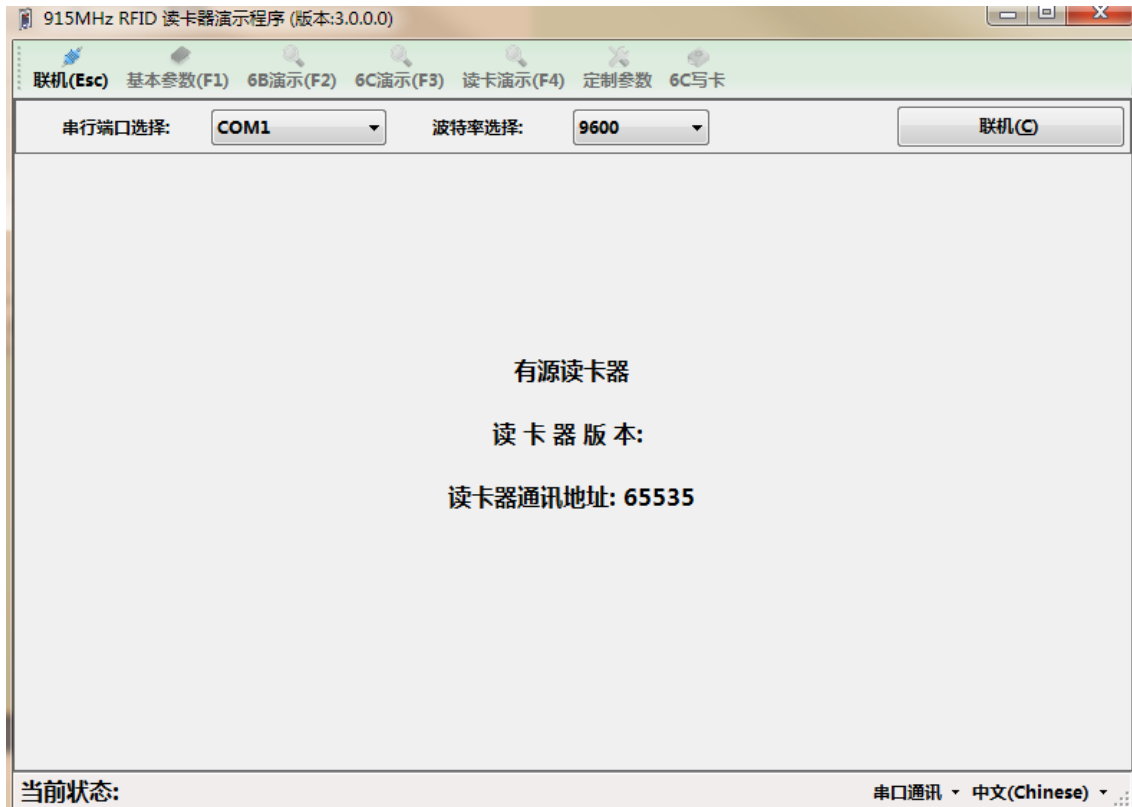 915MHz RFID 读卡器演示程序 (版本:3.0.0.0)
联机(Esc) 基本参数(F1) 6B演示(F2) 6C演示(F3) 读卡演示(F4) 定制参数 6C写卡
串行端口选择: COM1 波特率选择: 9600 联机(C)
有源读卡器
读 卡 器 版 本:
读卡器通讯地址: 65535
当前状态: 串口通讯 中文(Chinese)